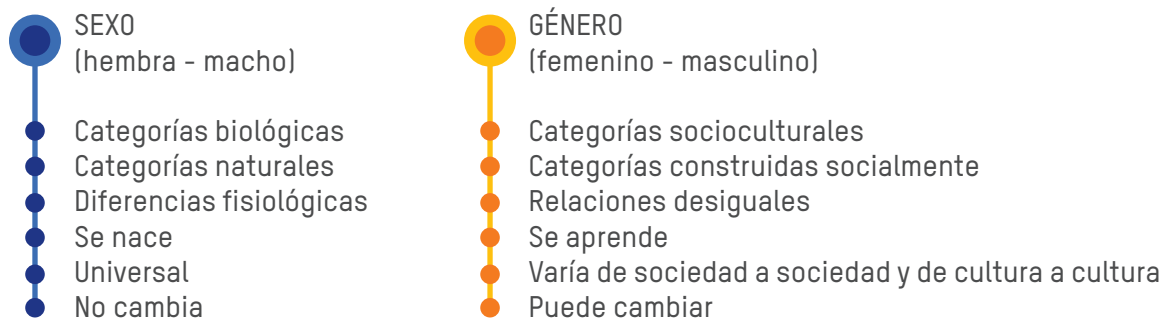 SEXO
(hembra - macho)
Categorías biológicas
Categorías naturales
Diferencias fisiológicas
Se nace
Universal
No cambia
GÉNERO
(femenino - masculino)
Categorías socioculturales
Categorías construidas socialmente
Relaciones desiguales
Se aprende
Varía de sociedad a sociedad y de cultura a cultura
Puede cambiar